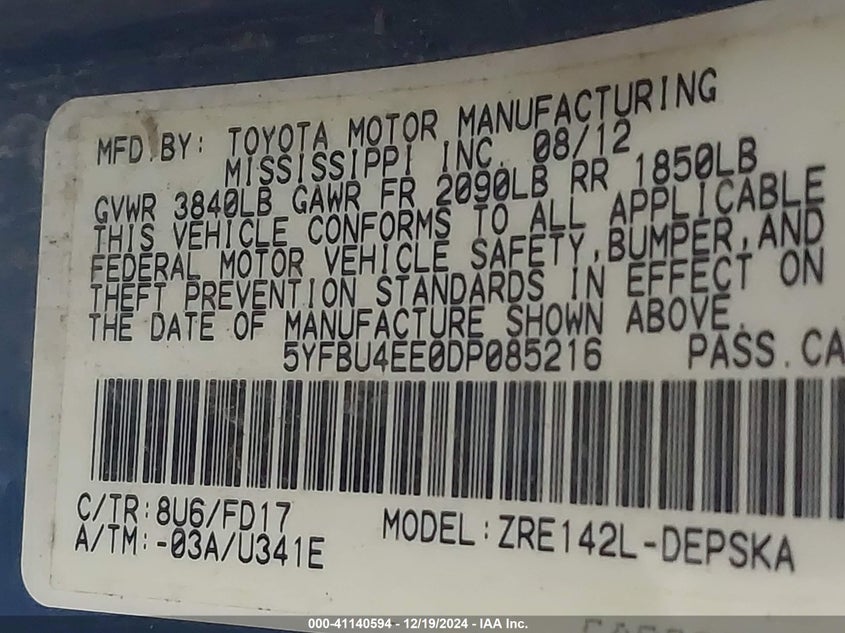 MFD.BY: TOYOTA MOTOR MANUFACTURING
MISSISSIPPI INC. 08/12
GVWR 3840LB GAWR FR 2090LB RR 1850LB
THIS VEHICLE CONFORMS TO ALL APPLICABLE
FEDERAL MOTOR VEHICLE SAFETY,BUMPER,AND
THEFT PREVENTION STANDARDS IN EFFECT ON
THE DATE OF MANUFACTURE SHOWN ABOVE.
5YFBU4EE0DP085216 PASS.CA
C/TR:8U6/FD17
A/TM:-03A/U341E
MODEL:ZRE142L-DEPSKA
000-41140594 - 12/19/2024 - IAA Inc.